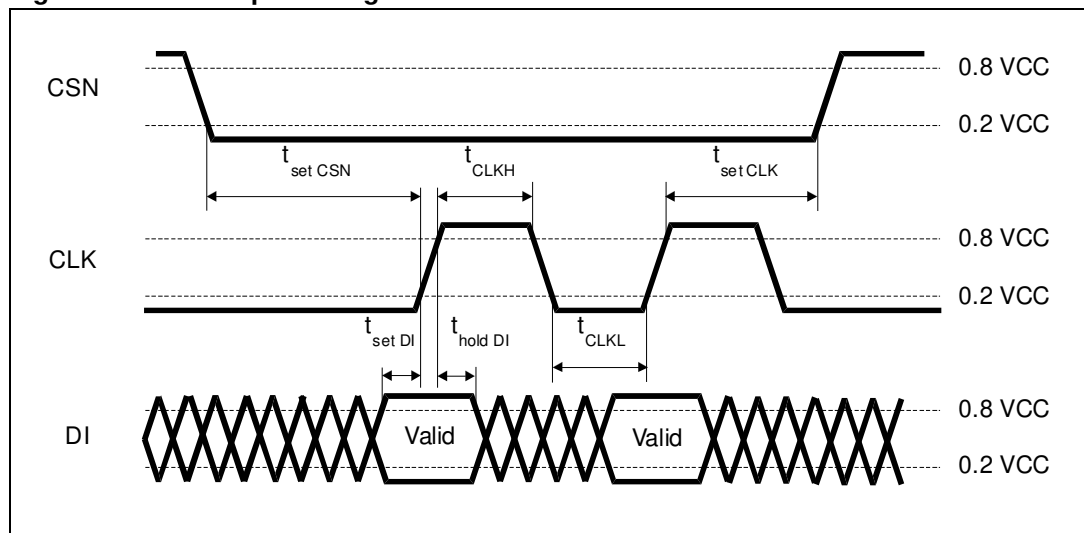 CSN
0.8 VCC
0.2 VCC
t set CSN
t CLKH
t set CLK
CLK
0.8 VCC
0.2 VCC
t set DI
t hold DI
t CLKL
DI
Valid
Valid
0.8 VCC
0.2 VCC